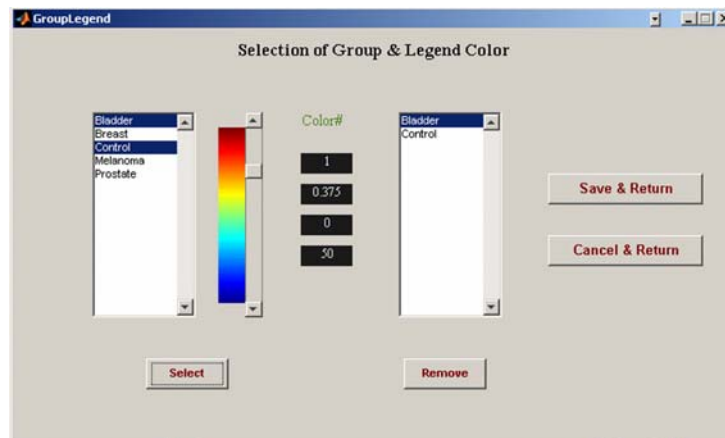 GroupLegend
Selection of Group & Legend Color
Bladder
Breast
Control
Melanoma
Prostate
Color#
1
0.375
0
50
Bladder
Control
Save & Return
Cancel & Return
Select
Remove